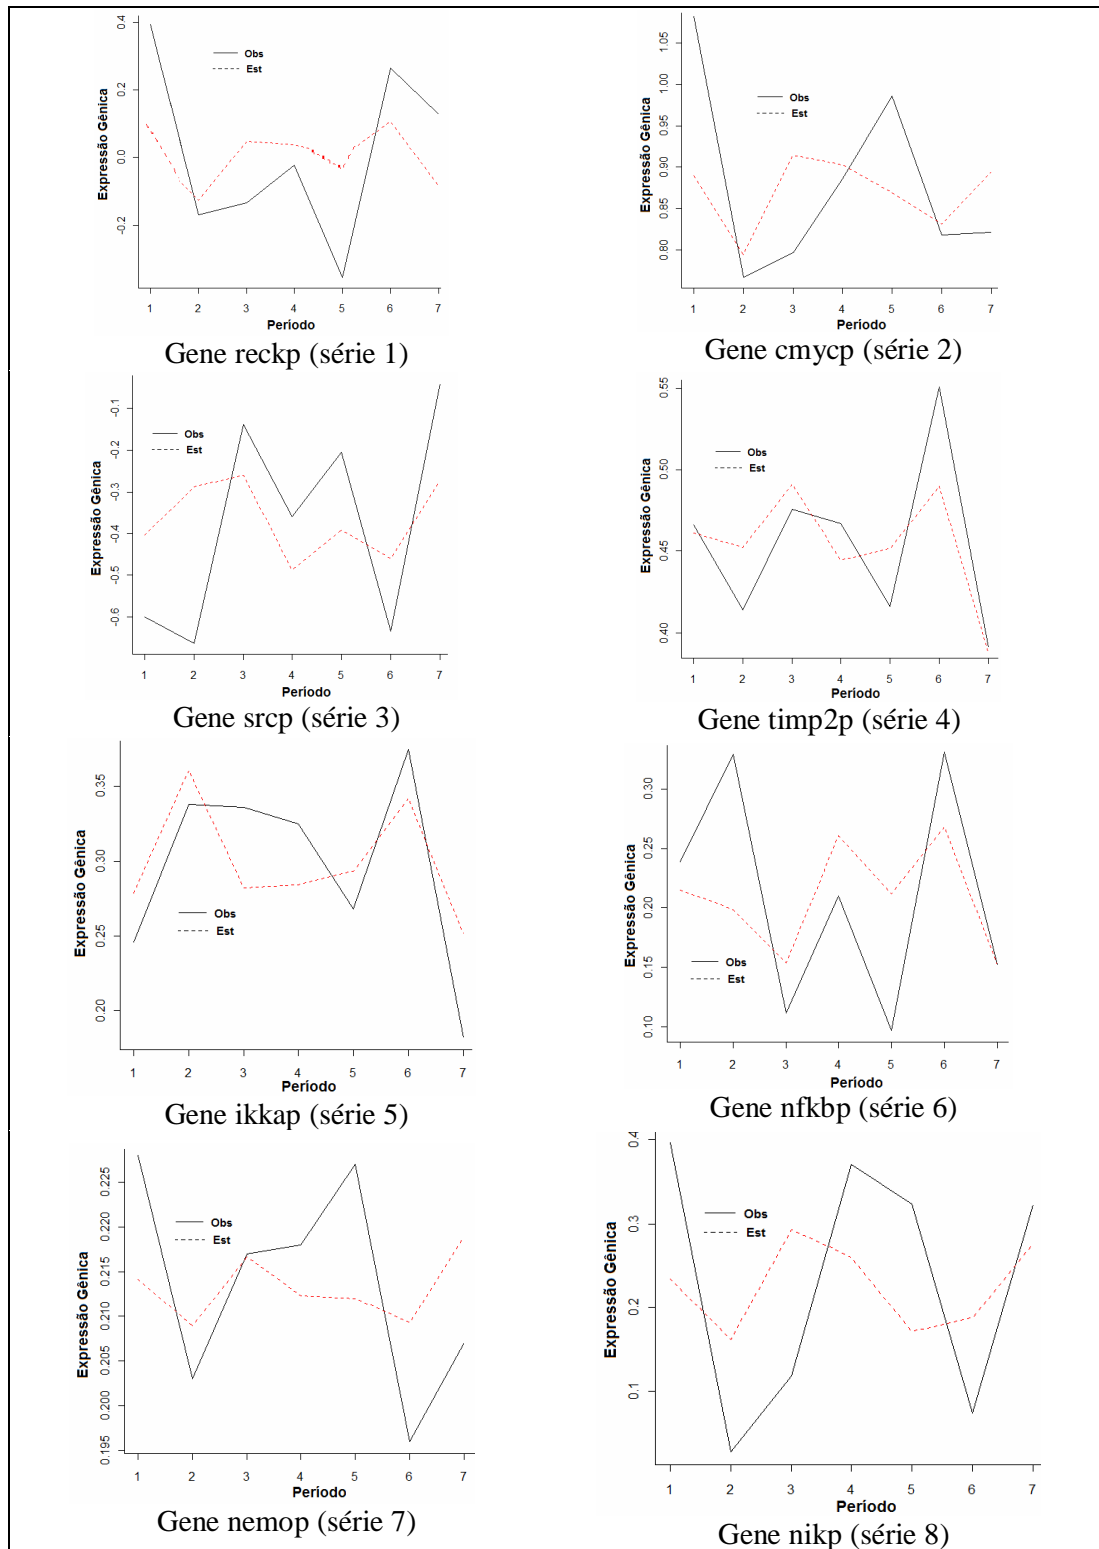 Expressão Gênica
0.4
0.2
0.0
-0.2
Obs
Est
1 2 3 4 5 6 7
Período
Gene reckp (série 1)
Expressão Gênica
1.05
1.00
0.95
0.90
0.85
0.80
Obs
Est
1 2 3 4 5 6 7
Período
Gene cmycp (série 2)
Expressão Gênica
-0.1
-0.2
-0.3
-0.4
-0.5
-0.6
Obs
Est
1 2 3 4 5 6 7
Período
Gene srcp (série 3)
Expressão Gênica
0.55
0.50
0.45
0.40
Obs
Est
1 2 3 4 5 6 7
Período
Gene timp2p (série 4)
Expressão Gênica
0.35
0.30
0.25
0.20
Obs
Est
1 2 3 4 5 6 7
Período
Gene ikkap (série 5)
Expressão Gênica
0.30
0.25
0.20
0.15
0.10
Obs
Est
1 2 3 4 5 6 7
Período
Gene nfkbp (série 6)
Expressão Gênica
0.225
0.220
0.215
0.210
0.205
0.200
0.195
Obs
Est
1 2 3 4 5 6 7
Período
Gene nemop (série 7)
Expressão Gênica
0.4
0.3
0.2
0.1
Obs
Est
1 2 3 4 5 6 7
Período
Gene nikp (série 8)